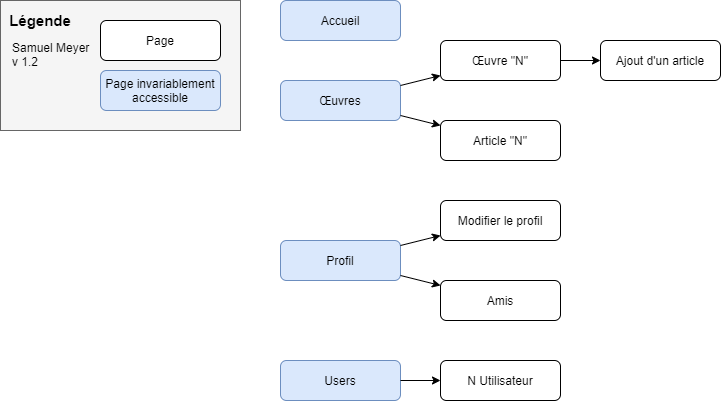 Légende
Samuel Meyer
v 1.2
Page
Page invariablement
accessible
Accueil
Œuvres
Œuvre "N"
Ajout d'un article
Article "N"
Profil
Modifier le profil
Amis
Users
N Utilisateur